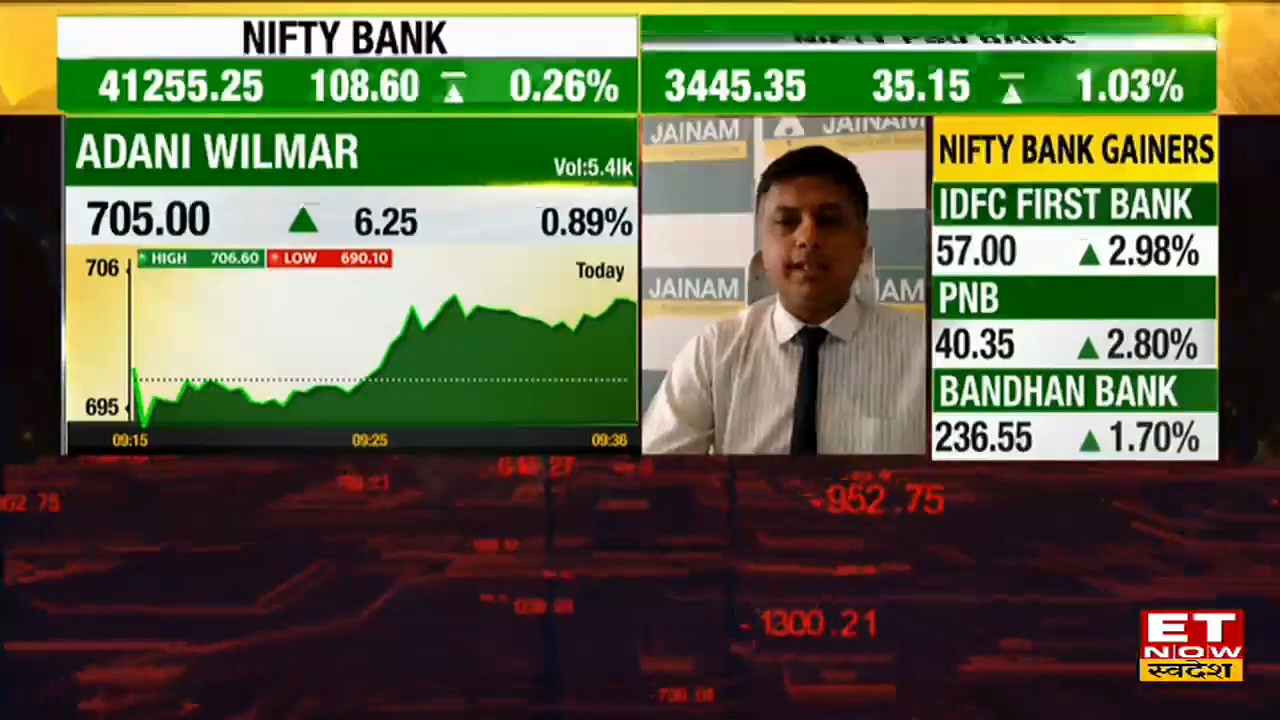 NIFTY BANK
41255.25 108.60 0.26%
3445.35 35.15 1.03%
ADANI WILMAR
Vol:5.4lk
705.00 6.25 0.89%
HIGH 706.60 LOW 690.10
Today
706
695
09:15 09:25 09:36
JAINAM JAINAM
JAINAM
NIFTY BANK GAINERS
IDFC FIRST BANK
57.00 2.98%
PNB
40.35 2.80%
BANDHAN BANK
236.55 1.70%
-952.75
-1300.21
ET
NOW
स्वदेश